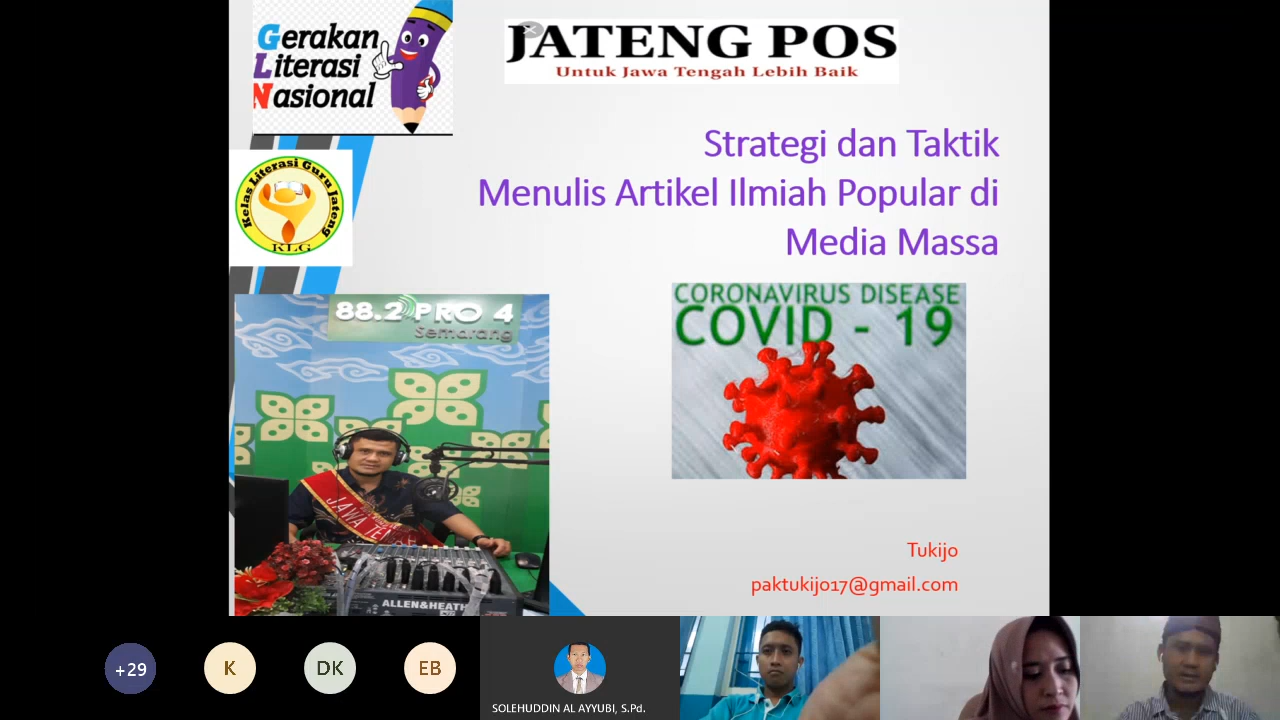 Gerakan
Literasi
Nasional
JATENG POS
Untuk Jawa Tengah Lebih Baik
Strategi dan Taktik
Menulis Artikel Ilmiah Popular di
Media Massa
Kelas Literasi Guru Jateng
KLG
88.2 PRO 4
Semarang
CORONAVIRUS DISEASE
COVID - 19
JAWA TE
ALLEN&HEATH
Tukijo
paktukijo17@gmail.com
+29
K
DK
EB
SOLEHUDDIN AL AYYUBI, S.Pd.